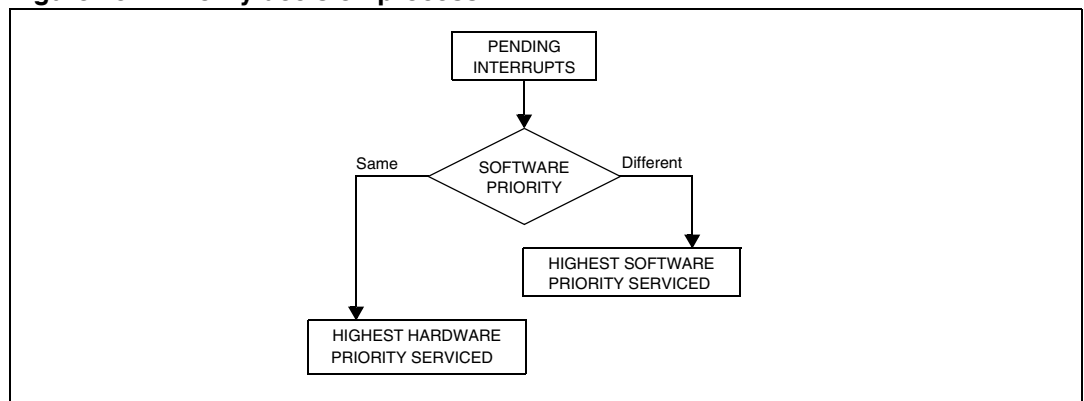 PENDING
INTERRUPTS
Same
SOFTWARE
PRIORITY
Different
HIGHEST SOFTWARE
PRIORITY SERVICED
HIGHEST HARDWARE
PRIORITY SERVICED